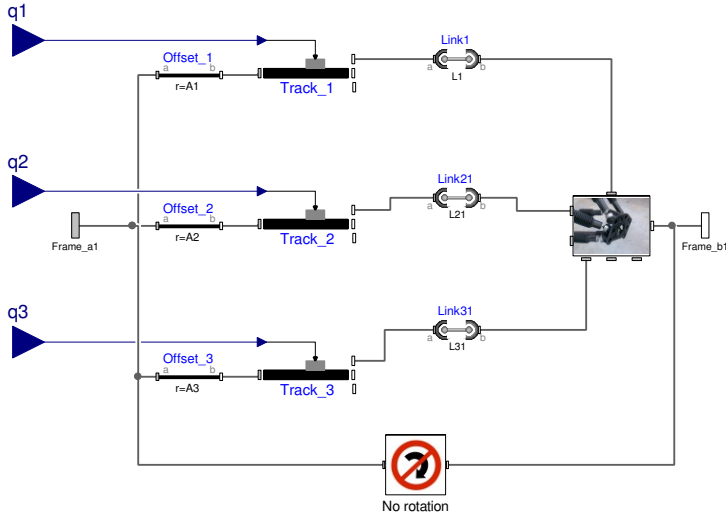 q1
Offset_1
a b
r=A1
Track_1
Link1
a b
L1
q2
Offset_2
a b
r=A2
Track_2
Link21
a b
L21
Frame_a1
Frame_b1
q3
Offset_3
a b
r=A3
Track_3
Link31
a b
L31
No rotation